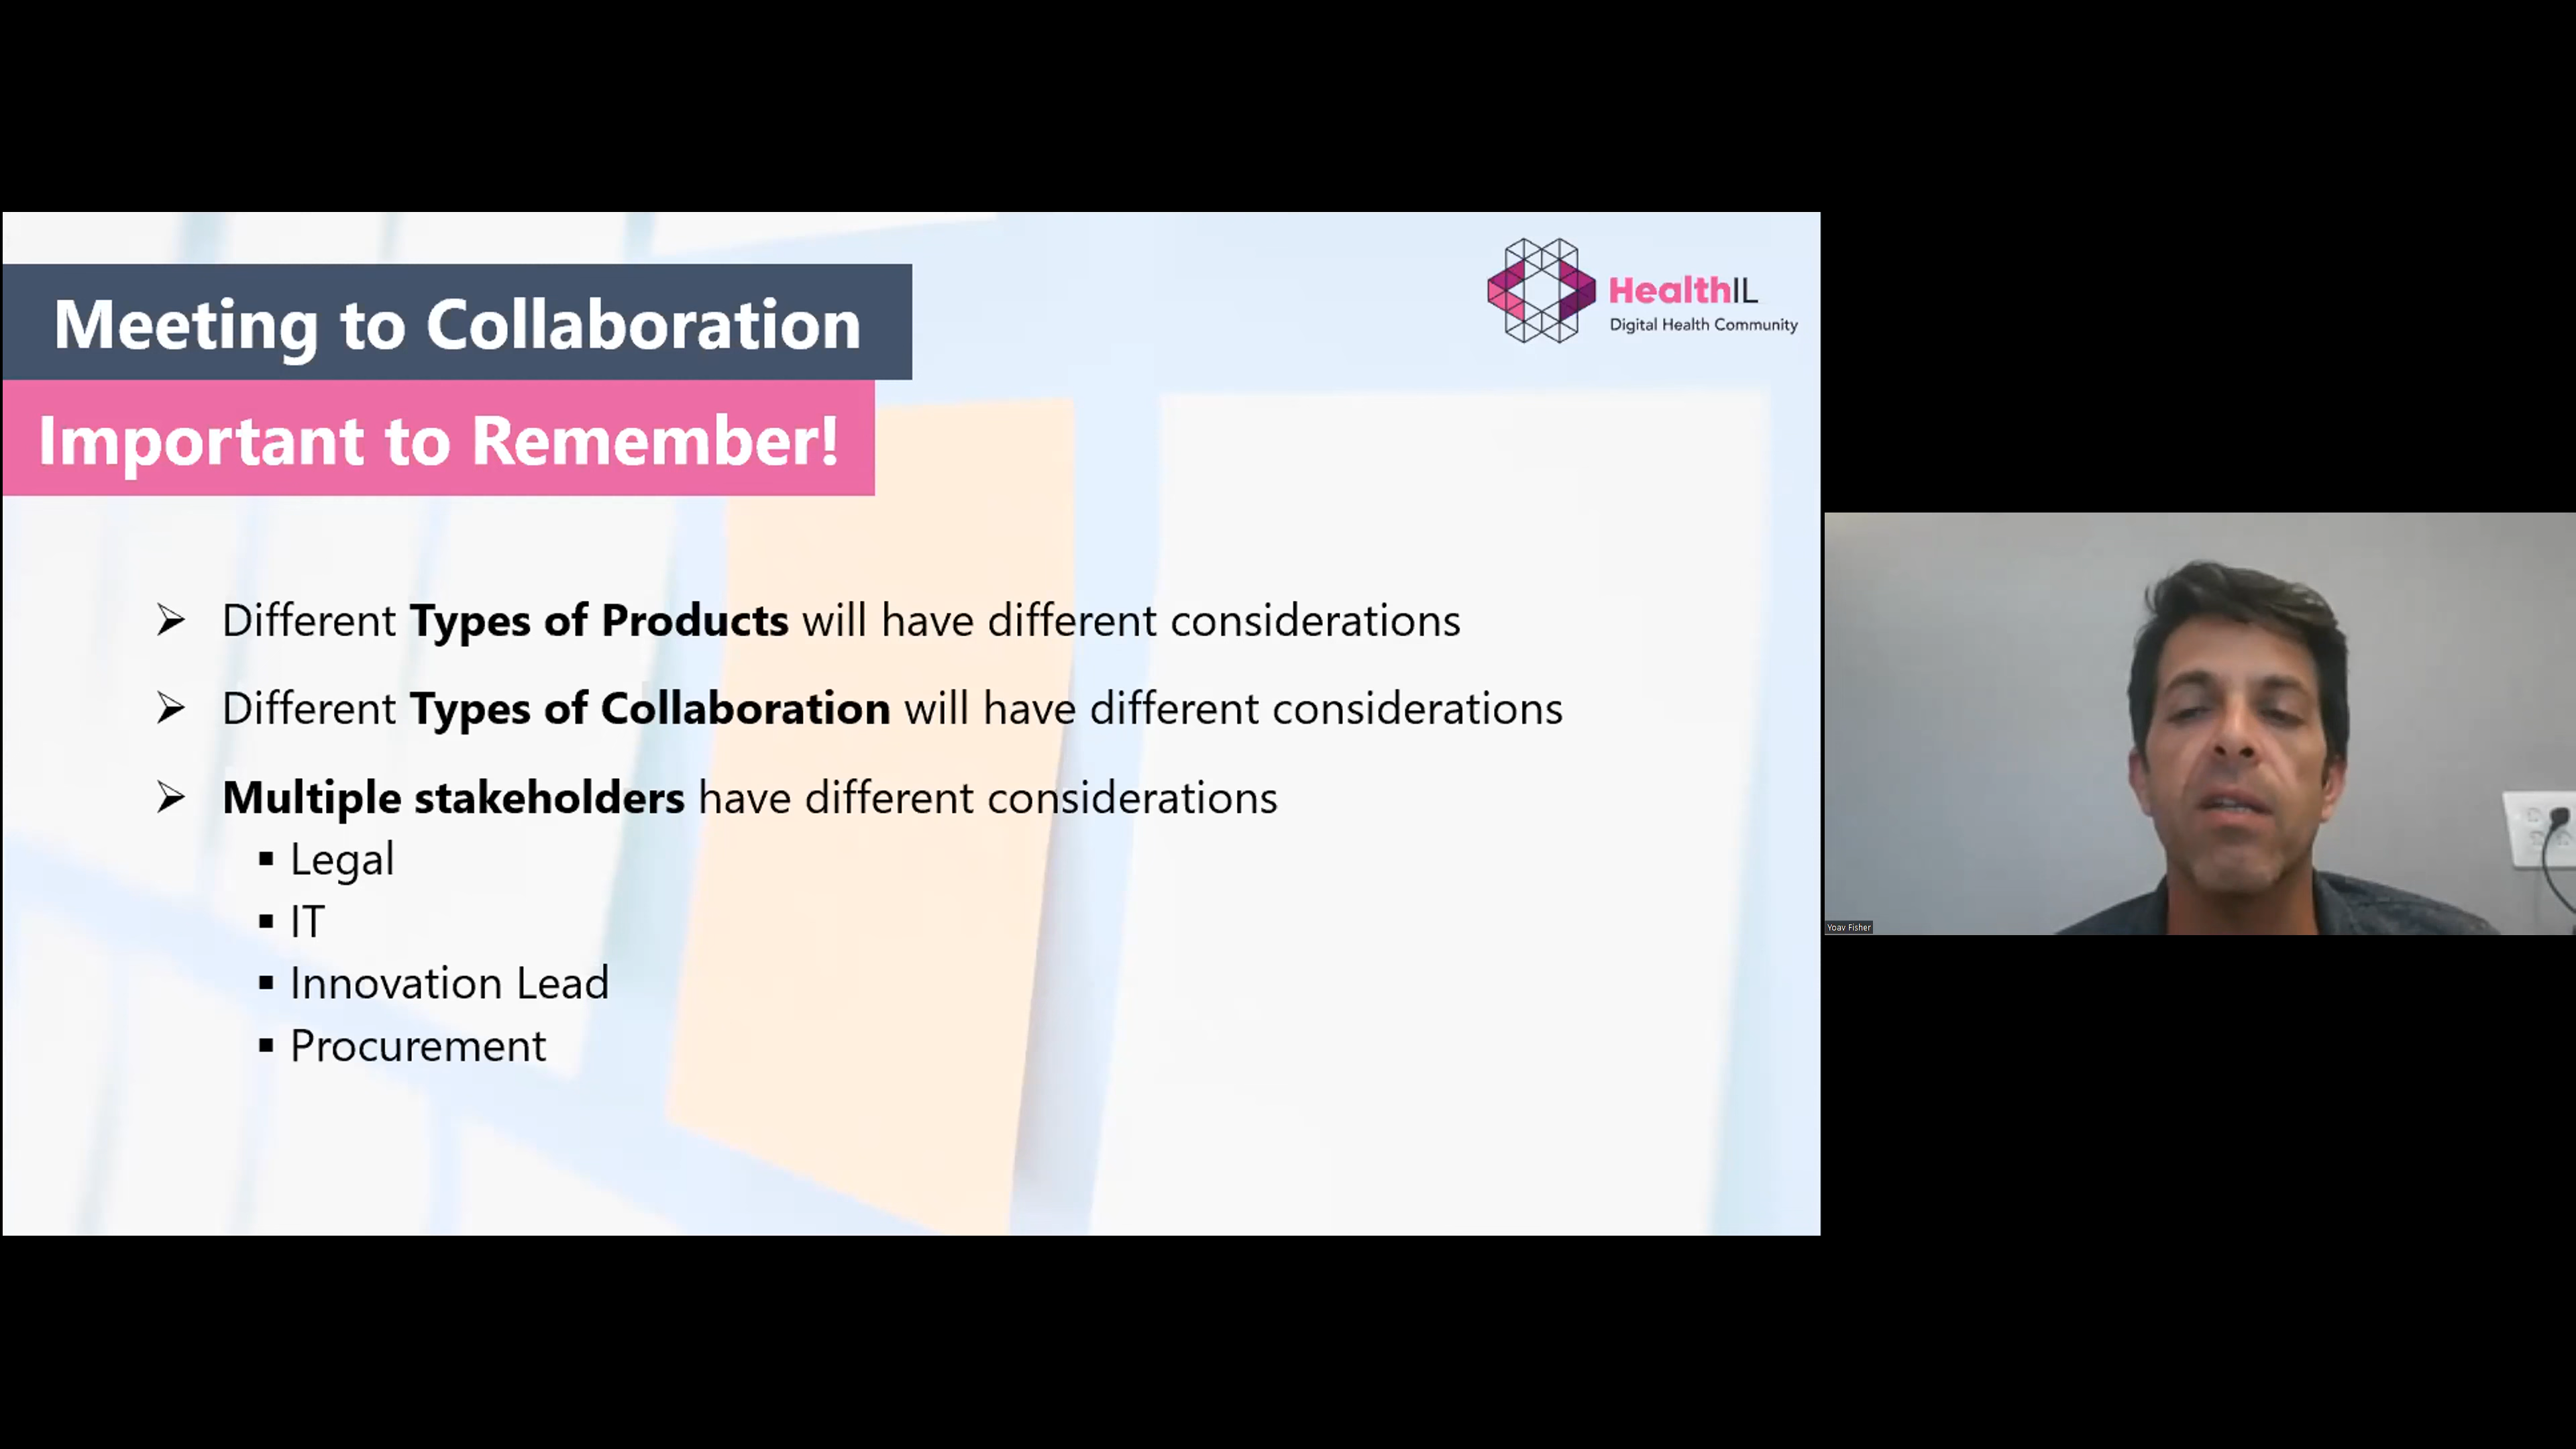 Meeting to Collaboration
Important to Remember!
HealthIL
Digital Health Community
➢ Different Types of Products will have different considerations
➢ Different Types of Collaboration will have different considerations
➢ Multiple stakeholders have different considerations
▪ Legal
▪ IT
▪ Innovation Lead
▪ Procurement
Yoav Fisher